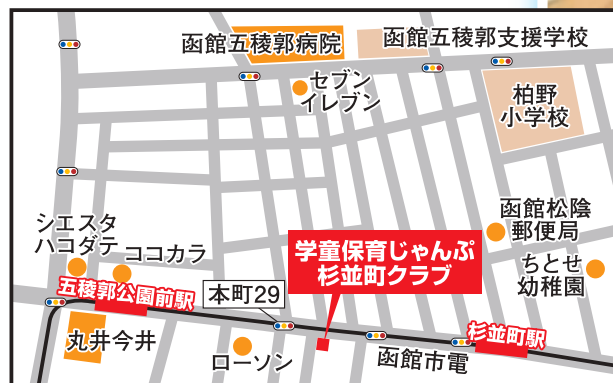 函館五稜郭病院
函館五稜郭支援学校
セブン
イレブン
柏野
小学校
シエスタ
ハコダテ
ココカラ
函館松陰
郵便局
ちとせ
幼稚園
学童保育じゃんぷ
杉並町クラブ
五稜郭公園前駅
本町29
丸井今井
ローソン
函館市電
杉並町駅